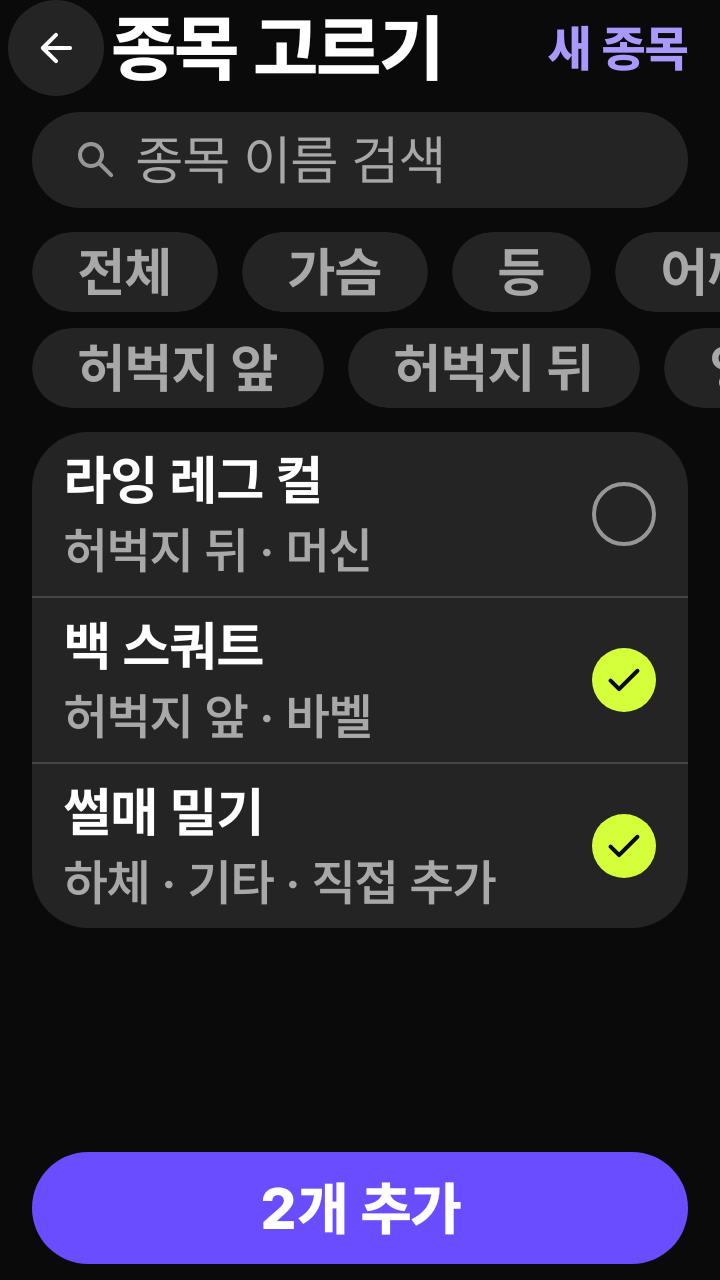 종목 고르기
새 종목
종목 이름 검색
전체 가슴 등
허벅지 앞 허벅지 뒤
라잉 레그 컬
허벅지 뒤 · 머신
백 스쿼트
허벅지 앞 · 바벨
썰매 밀기
하체 · 기타 · 직접 추가
2개 추가